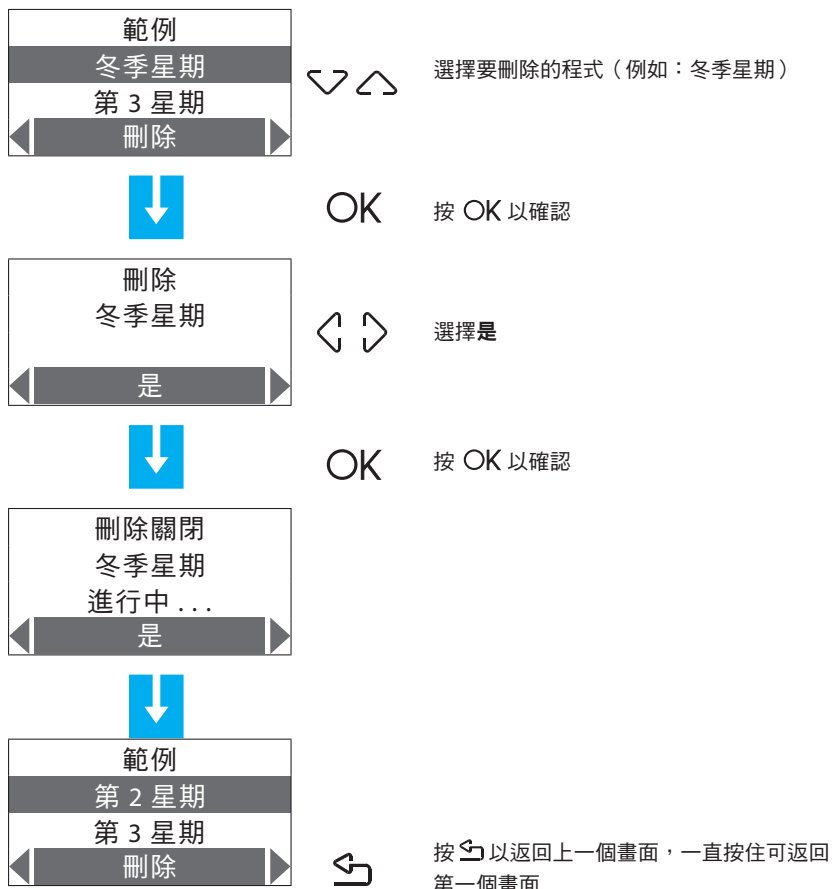 範例
冬季星期
第 3 星期
刪除
選擇要刪除的程式（例如：冬季星期）
OK
按 OK 以確認
刪除
冬季星期
是
選擇是
OK
按 OK 以確認
刪除關閉
冬季星期
進行中 . . .
是
範例
第 2 星期
第 3 星期
刪除
按 以返回上一個畫面，一直按住可返回
第一個畫面